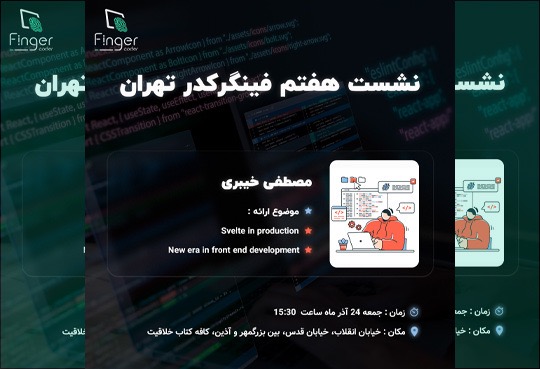 Finger
coder
نشست هفتم فینگرکدر تهران
مصطفی خیبری
موضوع ارائه :
Svelte in production
New era in front end development
زمان : جمعه 24 آذر ماه ساعت 15:30
مکان : خیابان انقلاب، خیابان قدس، بین بزرگمهر و آذین، کافه کتاب خلاقیت